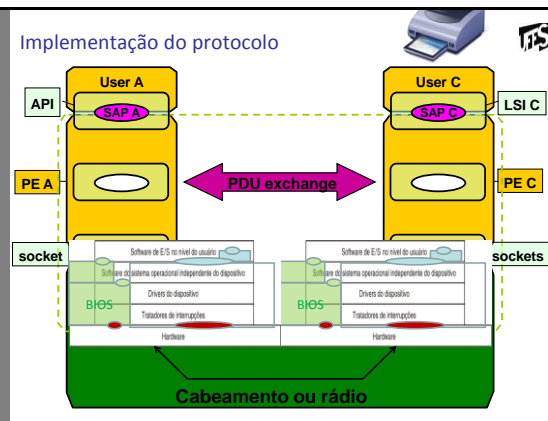 Implementação do protocolo
UFES
User A
User C
API
SAP A
SAP C
LSI C
PE A
PDU exchange
PE C
socket
sockets
Software de E/S no nível do usuário
Software de E/S no nível do usuário
Software do sistema operacional independente do dispositivo
Software do sistema operacional independente do dispositivo
BIOS
Drivers do dispositivo
BIOS
Drivers do dispositivo
Tratadores de interrupções
Tratadores de interrupções
Hardware
Hardware
Cabeamento ou rádio